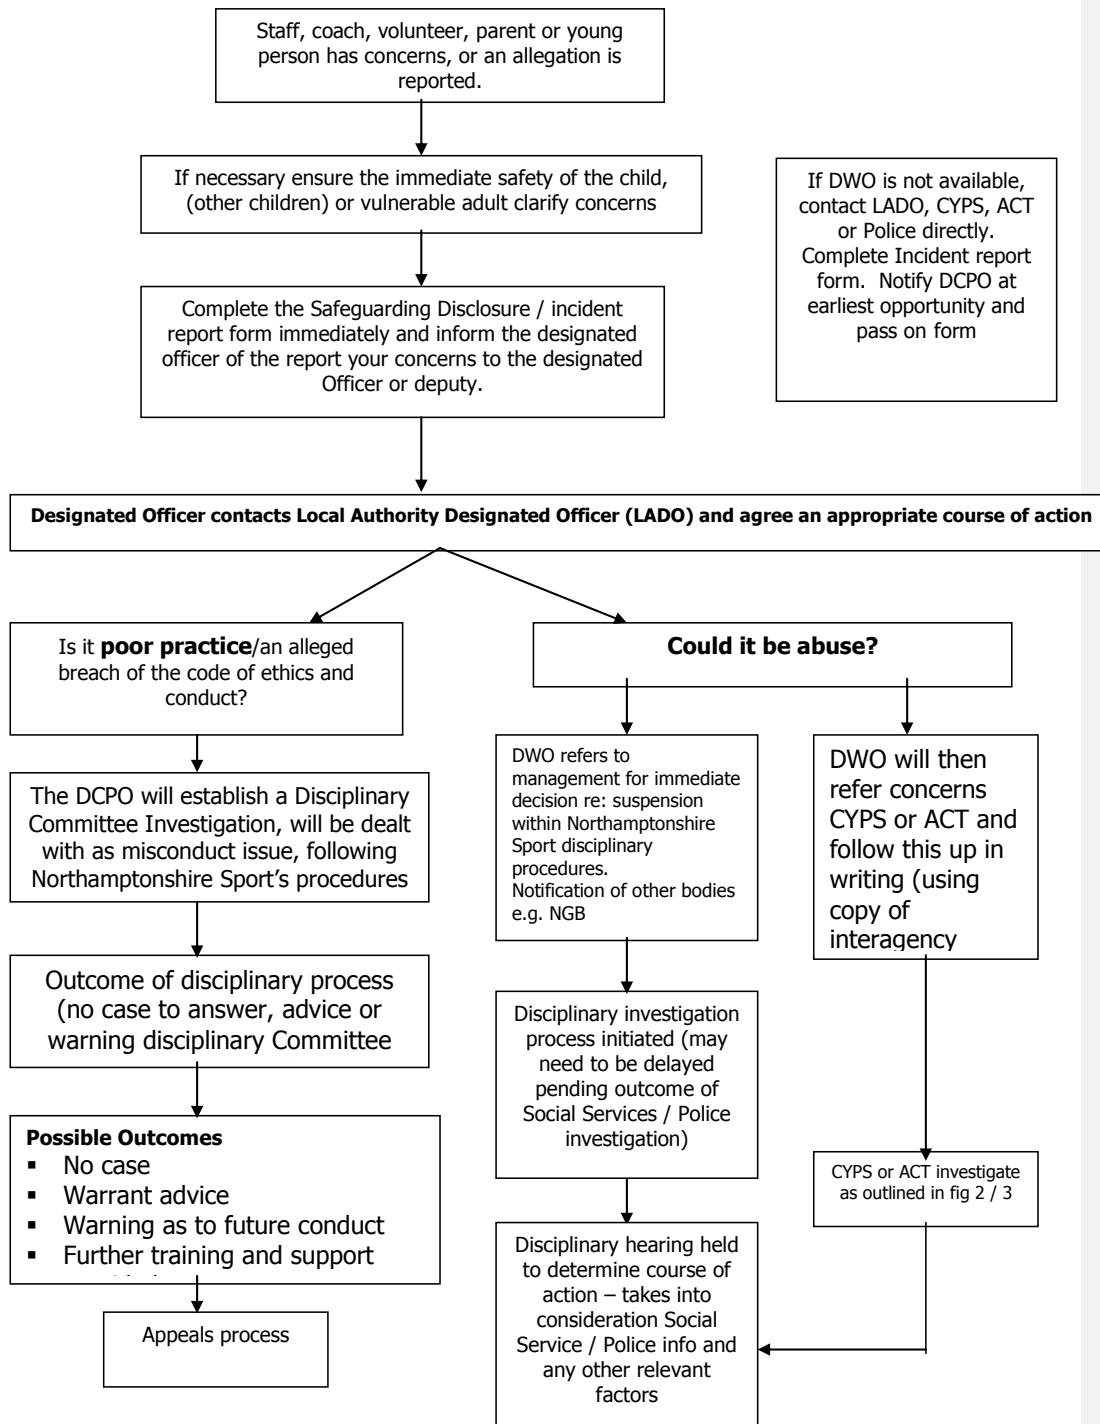 Staff, coach, volunteer, parent or young
person has concerns, or an allegation is
reported.
If necessary ensure the immediate safety of the child,
(other children) or vulnerable adult clarify concerns
If DWO is not available,
contact LADO, CYPS, ACT
or Police directly.
Complete Incident report
form. Notify DCPO at
earliest opportunity and
pass on form
Complete the Safeguarding Disclosure / incident
report form immediately and inform the designated
officer of the report your concerns to the designated
Officer or deputy.
Designated Officer contacts Local Authority Designated Officer (LADO) and agree an appropriate course of action
Is it poor practice/an alleged
breach of the code of ethics and
conduct?
Could it be abuse?
The DCPO will establish a Disciplinary
Committee Investigation, will be dealt
with as misconduct issue, following
Northamptonshire Sport's procedures
DWO refers to
management for immediate
decision re: suspension
within Northamptonshire
Sport disciplinary
procedures.
Notification of other bodies
e.g. NGB
DWO will then
refer concerns
CYPS or ACT and
follow this up in
writing (using
copy of
interagency
Outcome of disciplinary process
(no case to answer, advice or
warning disciplinary Committee
Disciplinary investigation
process initiated (may
need to be delayed
pending outcome of
Social Services / Police
investigation)
Possible Outcomes
▪ No case
▪ Warrant advice
▪ Warning as to future conduct
▪ Further training and support
CYPS or ACT investigate
as outlined in fig 2 / 3
Disciplinary hearing held
to determine course of
action – takes into
consideration Social
Service / Police info and
any other relevant
factors
Appeals process